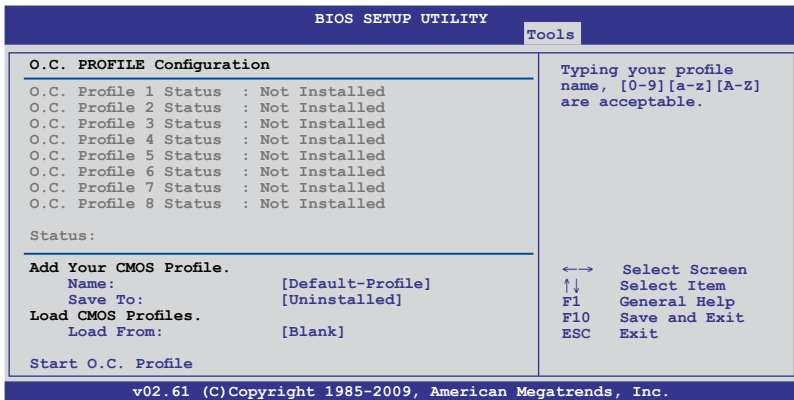 BIOS SETUP UTILITY
Tools
O.C. PROFILE Configuration
O.C. Profile 1 Status : Not Installed
O.C. Profile 2 Status : Not Installed
O.C. Profile 3 Status : Not Installed
O.C. Profile 4 Status : Not Installed
O.C. Profile 5 Status : Not Installed
O.C. Profile 6 Status : Not Installed
O.C. Profile 7 Status : Not Installed
O.C. Profile 8 Status : Not Installed
Status:
Add Your CMOS Profile.
Name: [Default-Profile]
Save To: [Uninstalled]
Load CMOS Profiles.
Load From: [Blank]
Start O.C. Profile
Typing your profile
name, [0-9][a-z][A-Z]
are acceptable.
←→ Select Screen
↑↓ Select Item
F1 General Help
F10 Save and Exit
ESC Exit
v02.61 (C)Copyright 1985-2009, American Megatrends, Inc.